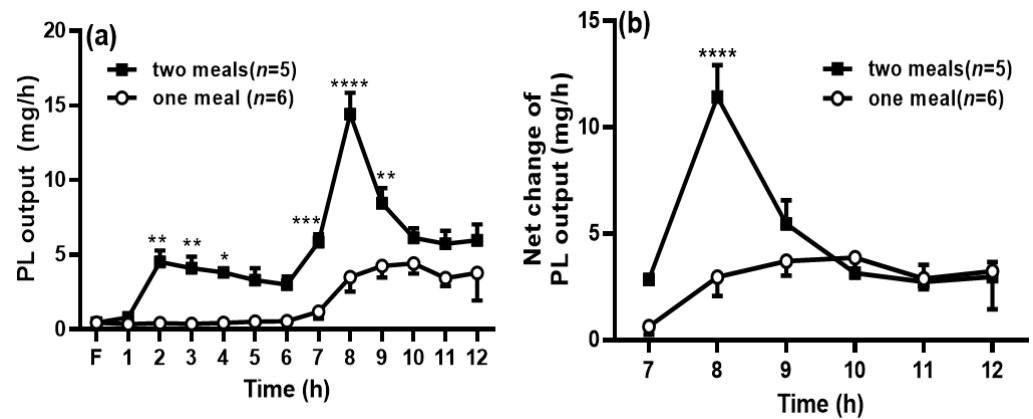 (a)
PL output (mg/h)
20
15
10
5
0
two meals(n=5)
one meal (n=6)
**
**
*
***
****
**
F 1 2 3 4 5 6 7 8 9 10 11 12
Time (h)
(b)
Net change of
PL output (mg/h)
15
10
5
0
****
two meals(n=5)
one meal(n=6)
7 8 9 10 11 12
Time (h)